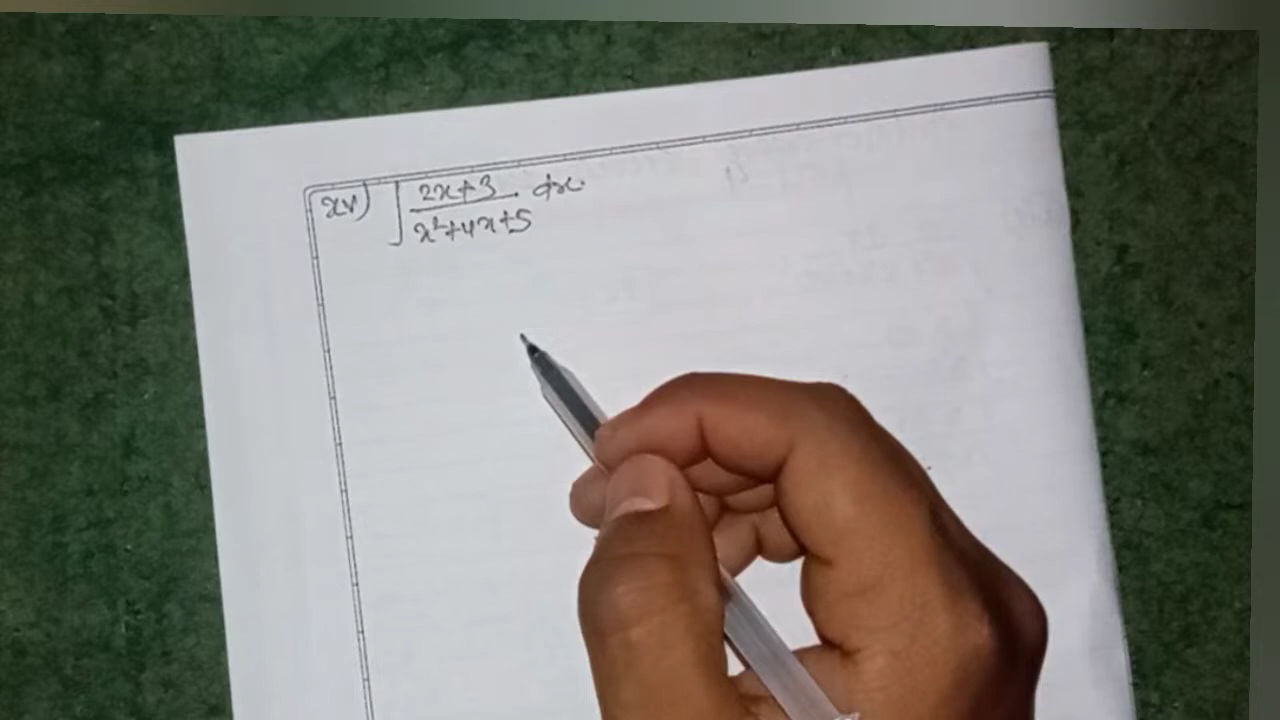 xv) ∫ 2x+3 . dx.
x²+4x+5